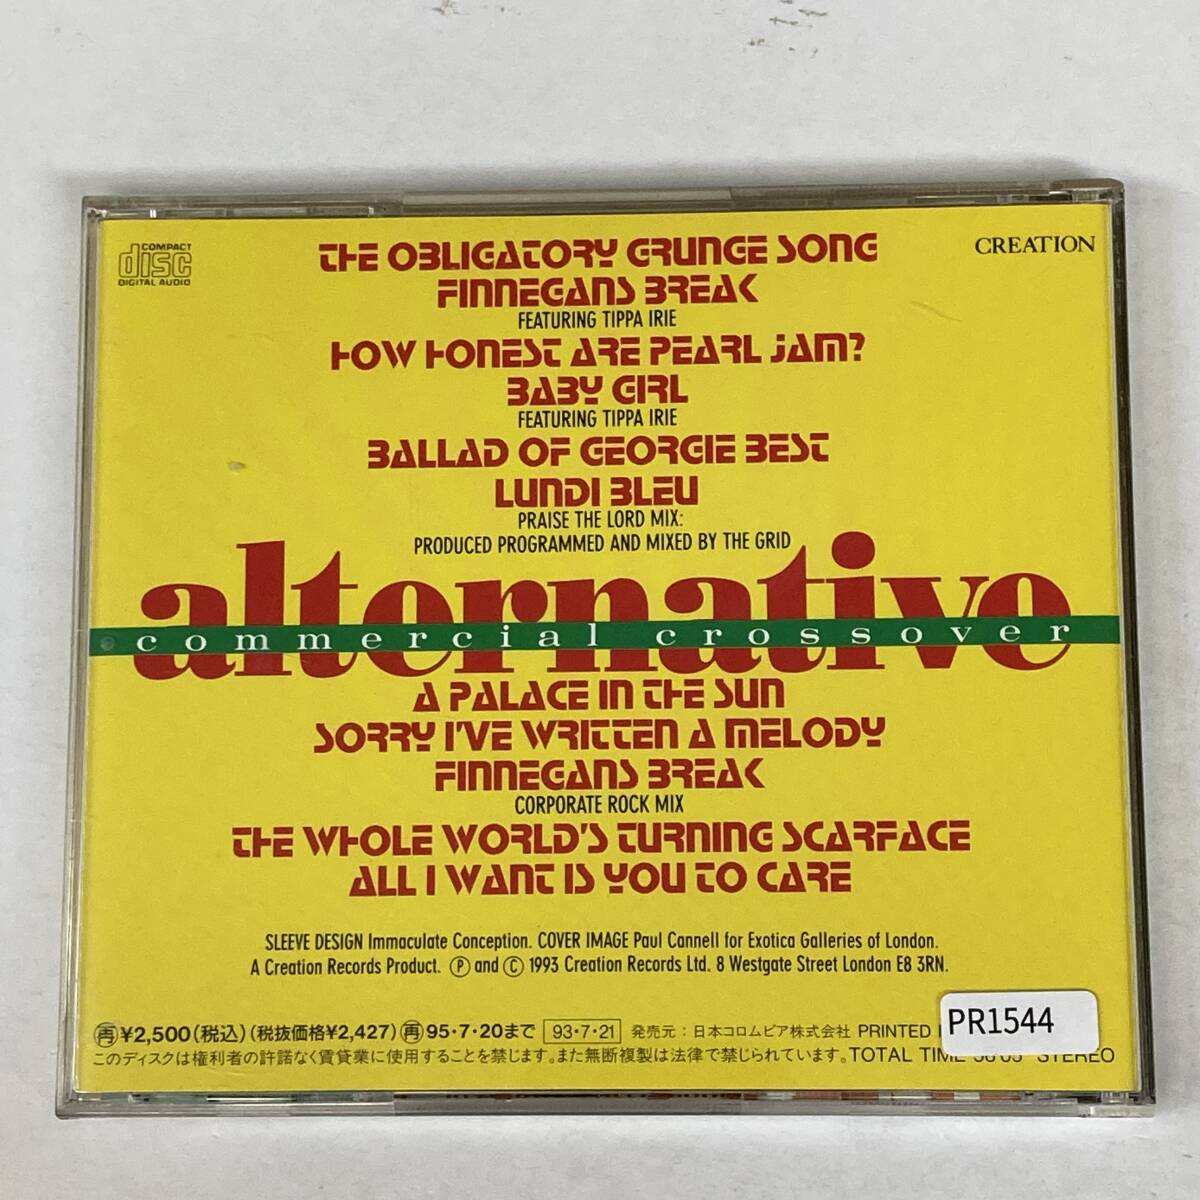 COMPACT
disc
DIGITAL AUDIO
CREATION
THE OBLIGATORY GRUNGE SONG
FINNEGANS BREAK
FEATURING TIPPA IRIE
HOW HONEST ARE PEARL JAM?
BABY GIRL
FEATURING TIPPA IRIE
BALLAD OF GEORGIE BEST
LUNDI BLEU
PRAISE THE LORD MIX:
PRODUCED PROGRAMMED AND MIXED BY THE GRID
alternative
commercial crossover
A PALACE IN THE SUN
SORRY I'VE WRITTEN A MELODY
FINNEGANS BREAK
CORPORATE ROCK MIX
THE WHOLE WORLD'S TURNING SCARFACE
ALL I WANT IS YOU TO CARE
SLEEVE DESIGN Immaculate Conception. COVER IMAGE Paul Cannell for Exotica Galleries of London.
A Creation Records Product. Ⓟ and © 1993 Creation Records Ltd. 8 Westgate Street London E8 3RN.
再¥2,500(税込)(税抜価格¥2,427)再95・7・20まで 93・7・21 発売元：日本コロムビア株式会社 PRINTED
このディスクは権利者の許諾なく賃貸業に使用することを禁じます。また無断複製は法律で禁じられています。TOTAL TIME STEREO
PR1544